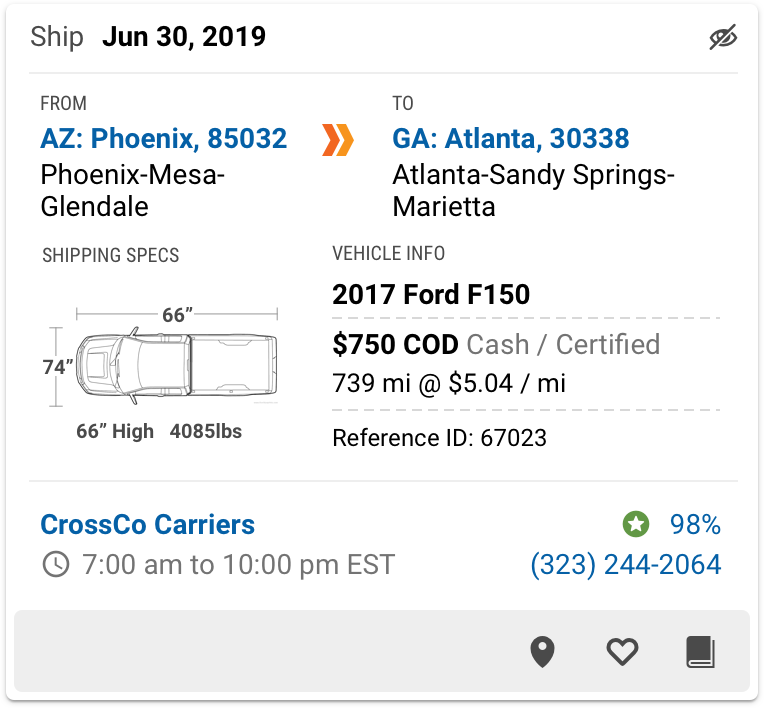 Ship Jun 30, 2019
FROM
AZ: Phoenix, 85032
Phoenix-Mesa-
Glendale
TO
GA: Atlanta, 30338
Atlanta-Sandy Springs-
Marietta
SHIPPING SPECS
66”
74”
66” High 4085lbs
VEHICLE INFO
2017 Ford F150
$750 COD Cash / Certified
739 mi @ $5.04 / mi
Reference ID: 67023
CrossCo Carriers
98%
7:00 am to 10:00 pm EST
(323) 244-2064